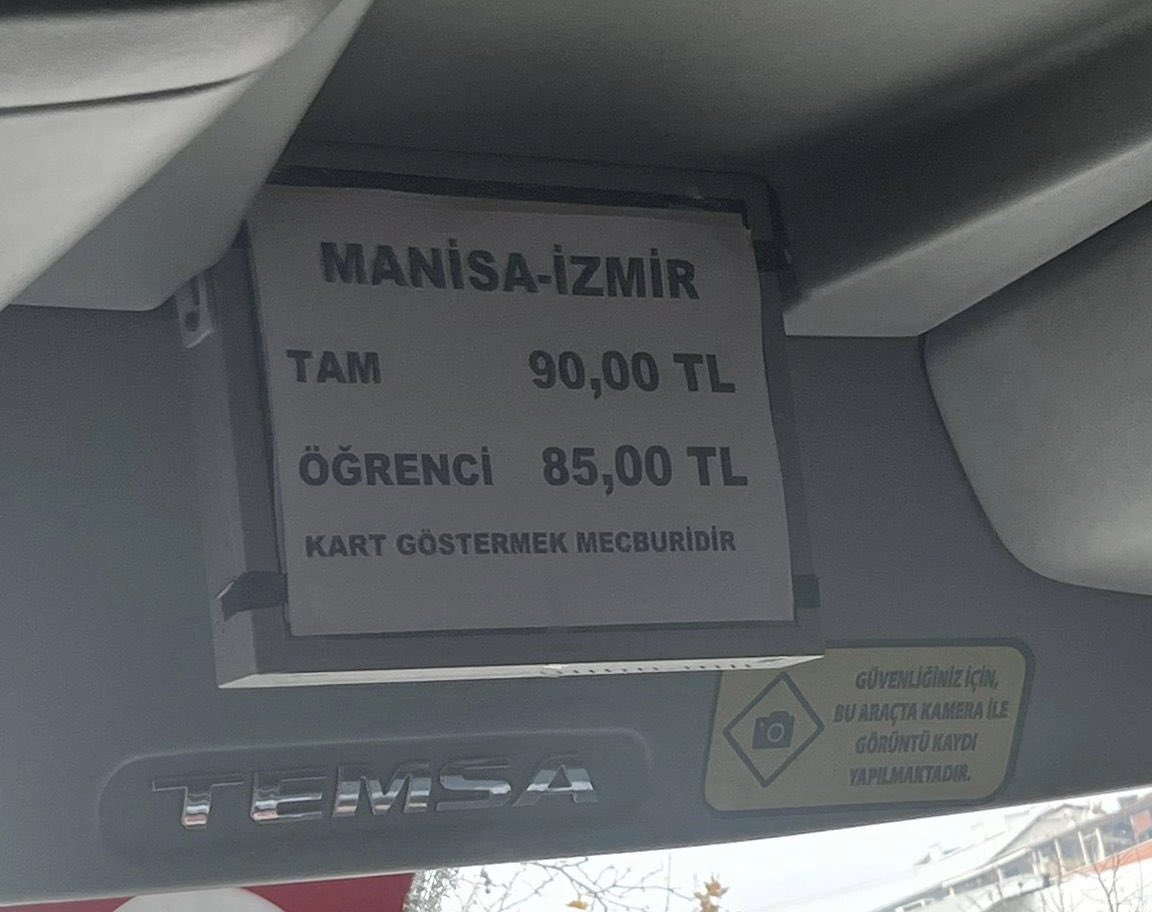 MANİSA-İZMİR
TAM 90,00 TL
ÖĞRENCİ 85,00 TL
KART GÖSTERMEK MECBURİDİR
GÜVENLİĞİNİZ İÇİN,
BU ARAÇTA KAMERA İLE
GÖRÜNTÜ KAYDI
YAPILMAKTADIR.
TEMSA